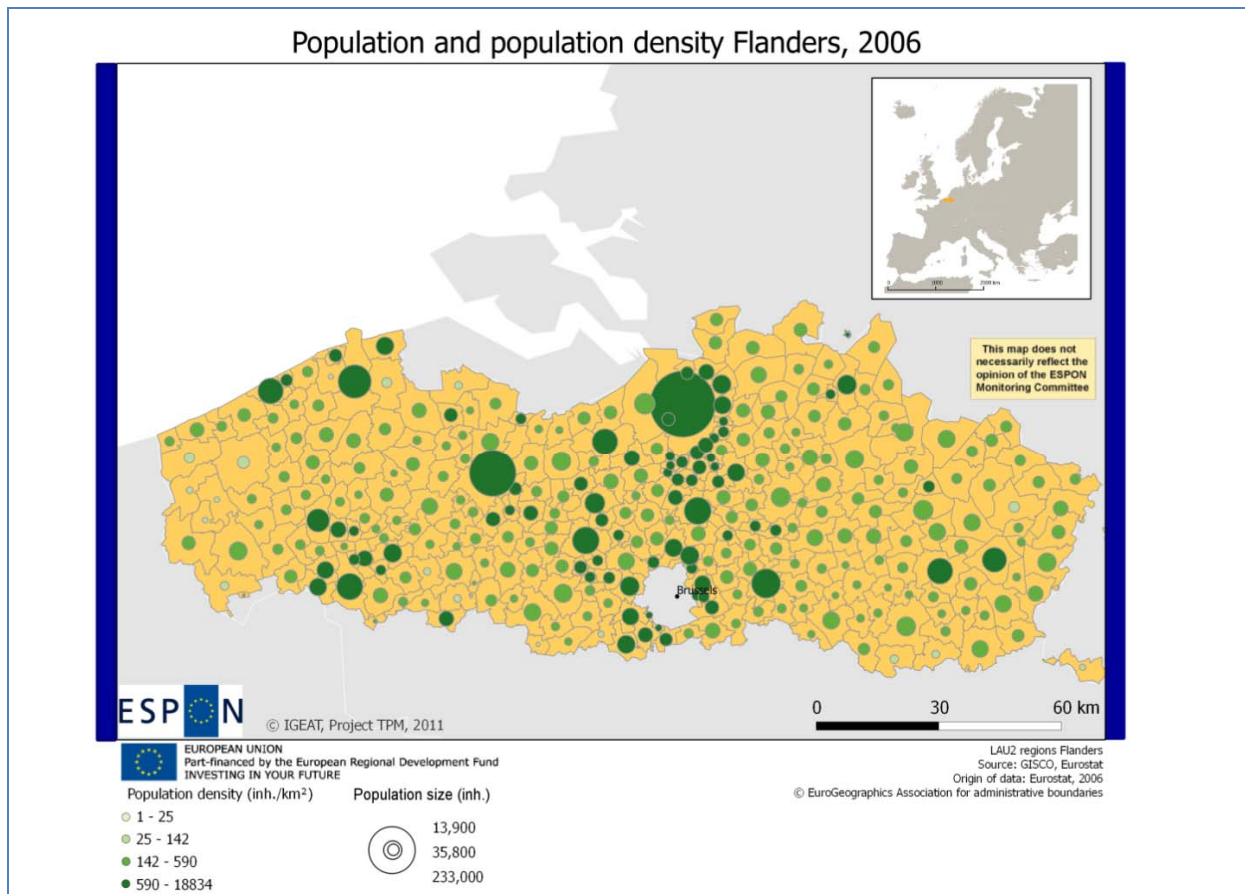 Population and population density Flanders, 2006
0 1000 2000 km
This map does not
necessarily reflect the
opinion of the ESPON
Monitoring Committee
Brussels
ESPON
© IGEAT, Project TPM, 2011
0 30 60 km
EUROPEAN UNION
Part-financed by the European Regional Development Fund
INVESTING IN YOUR FUTURE
LAU2 regions Flanders
Source: GISCO, Eurostat
Origin of data: Eurostat, 2006
© EuroGeographics Association for administrative boundaries
Population density (inh./km²)
1 - 25
25 - 142
142 - 590
590 - 18834
Population size (inh.)
13,900
35,800
233,000